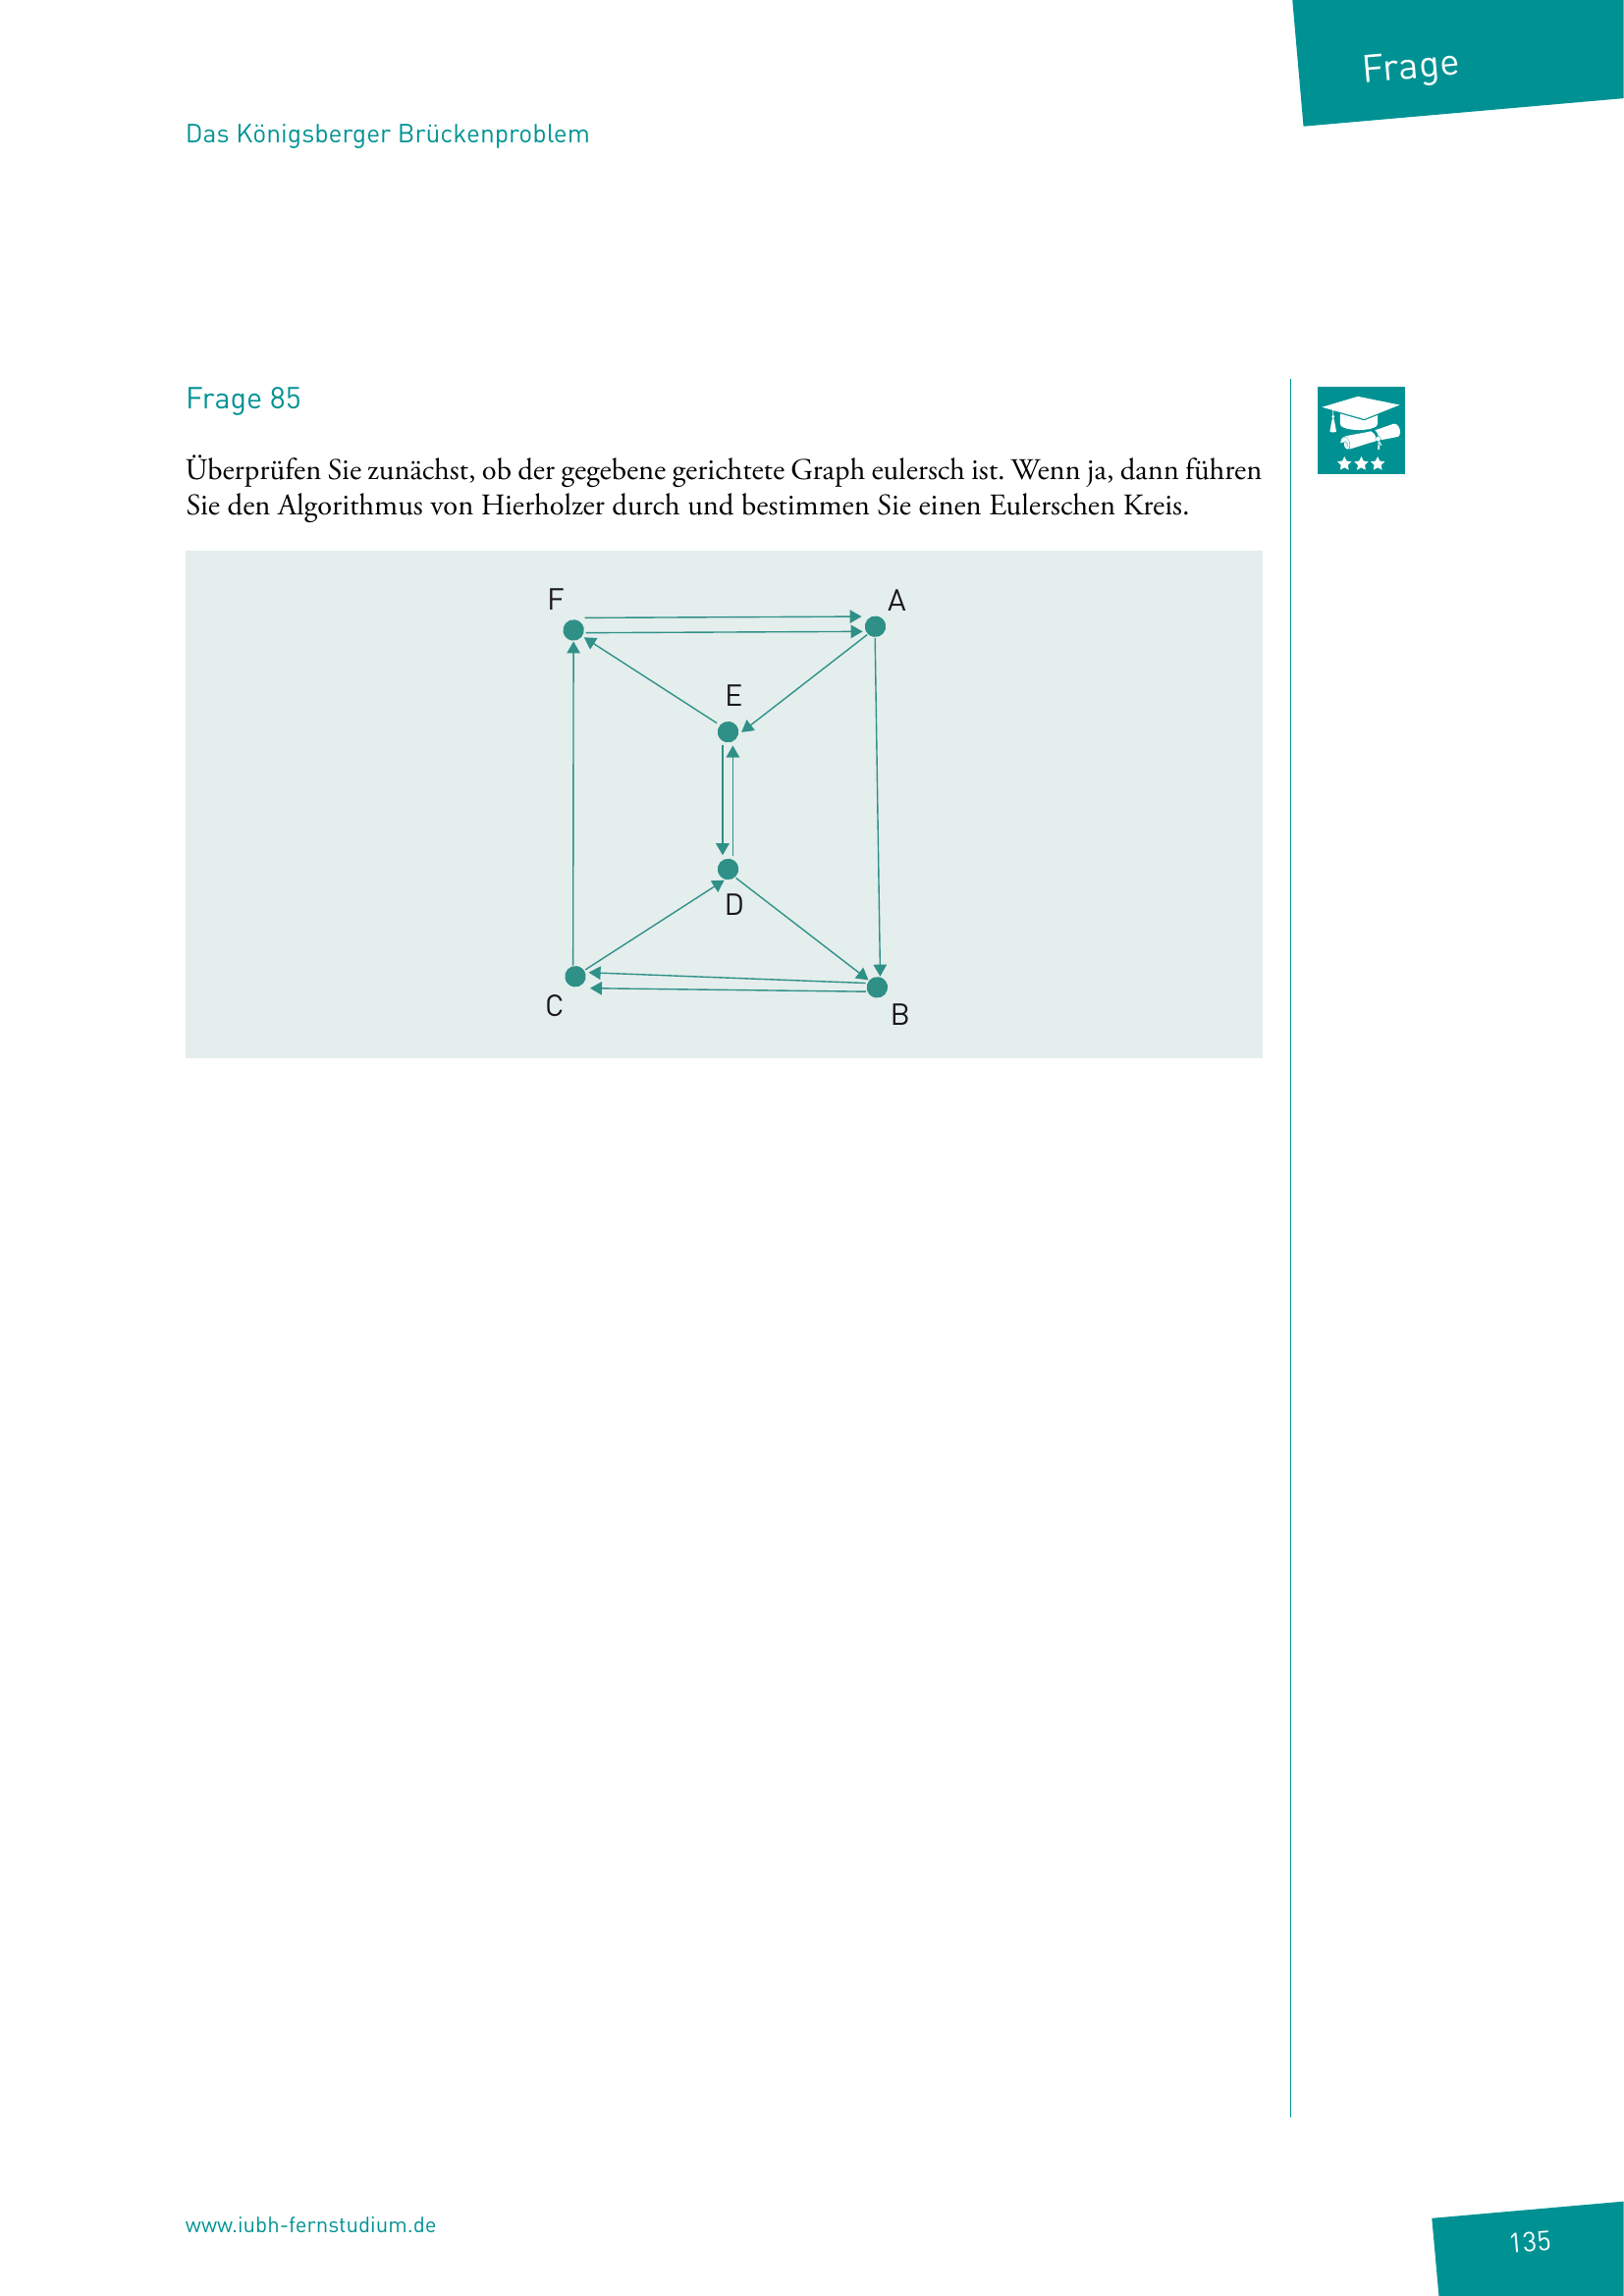 Frage
Das Königsberger Brückenproblem
Frage 85
Überprüfen Sie zunächst, ob der gegebene gerichtete Graph eulersch ist. Wenn ja, dann führen
Sie den Algorithmus von Hierholzer durch und bestimmen Sie einen Eulerschen Kreis.
F
A
E
D
C
B
www.iubh-fernstudium.de
135